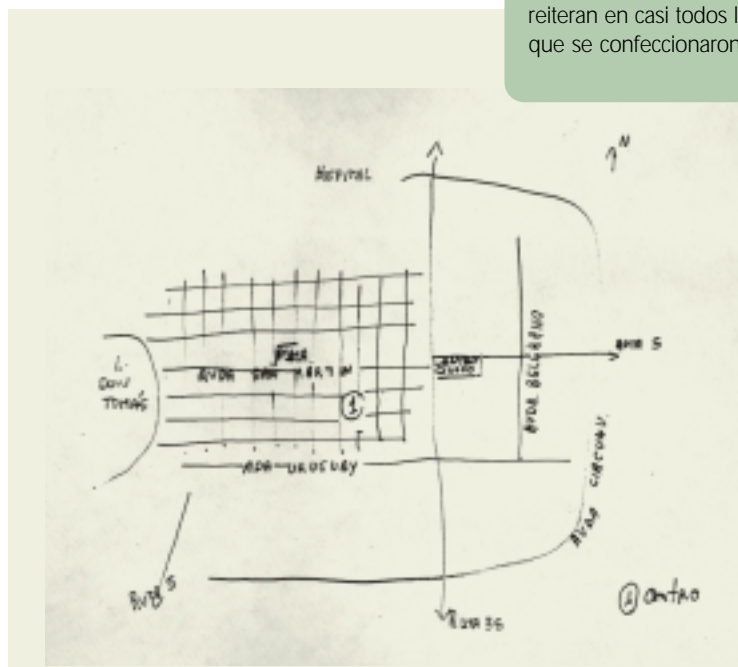 reiteran en casi todos l
que se confeccionaron
N
HOSPITAL
PLAZA
AVDA SAN MARTIN
L.
DON
TOMÁS
1
AVDA BELGRANO
RUTA 5
AVDA CIRCUNV.
AVDA URUGUAY
RUTA 5
RUTA 35
1 CENTRO